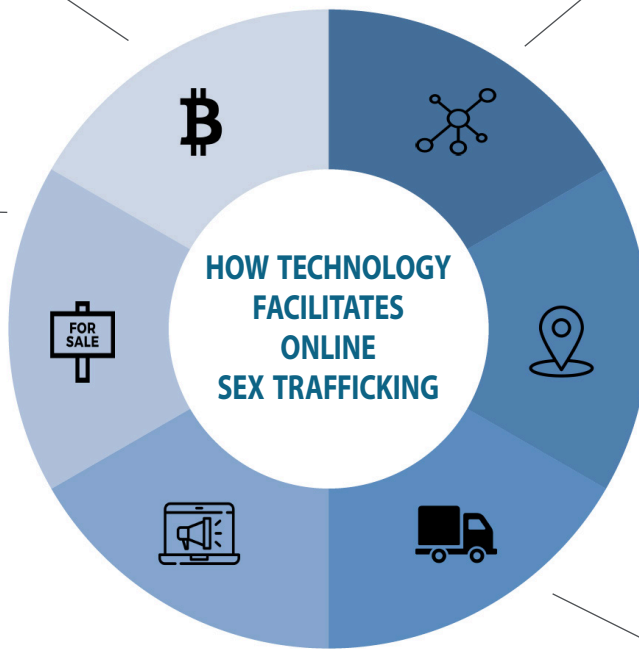 HOW TECHNOLOGY
FACILITATES
ONLINE
SEX TRAFFICKING
FOR
SALE